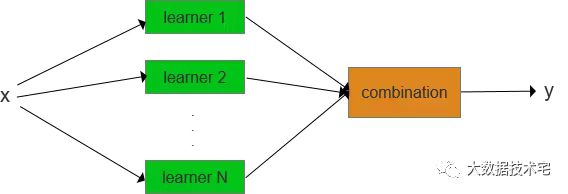 learner 1
learner 2
x
combination
y
.
.
.
learner N
大数据技术宅